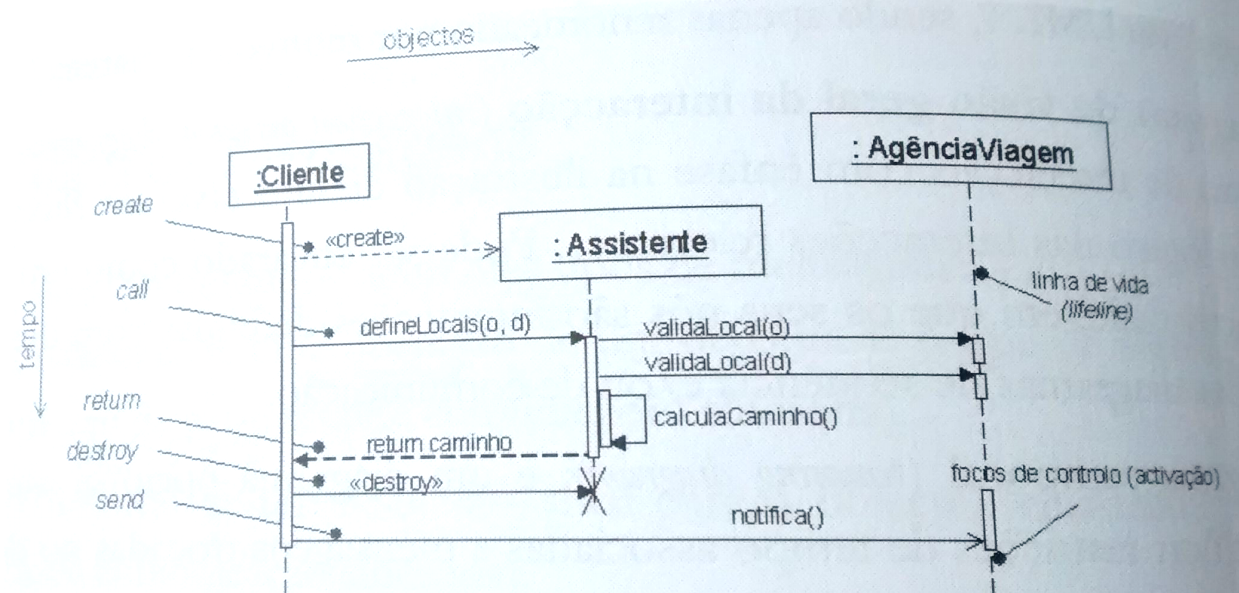 objectos
: AgênciaViagem
:Cliente
create
«create»
: Assistente
linha de vida
(lifeline)
call
tempo
defineLocais(o, d)
validaLocal(o)
validaLocal(d)
return
calculaCaminho()
return caminho
destroy
«destroy»
focos de controlo (activação)
send
notifica()